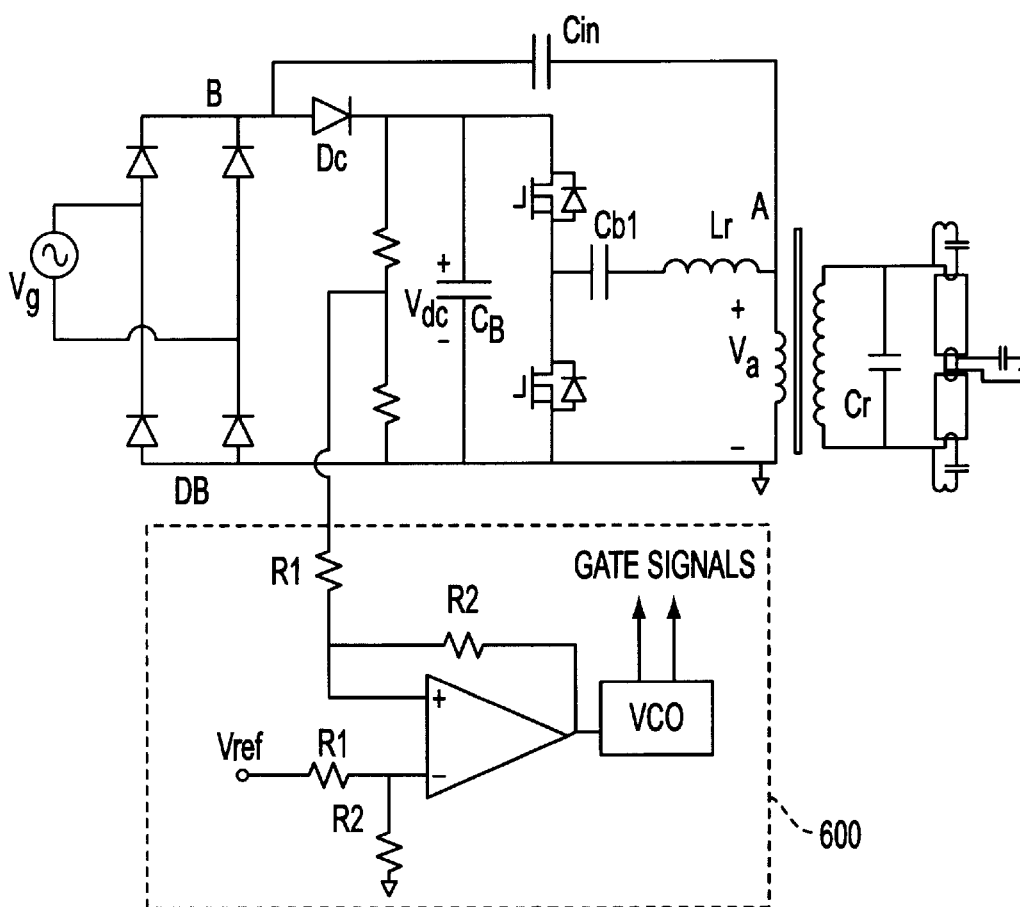 Cin
B
Dc
A
Cb1
Lr
Vg
+
Vdc
CB
−
+
Va
−
Cr
DB
R1
GATE SIGNALS
R2
+
VCO
Vref
R1
−
R2
600